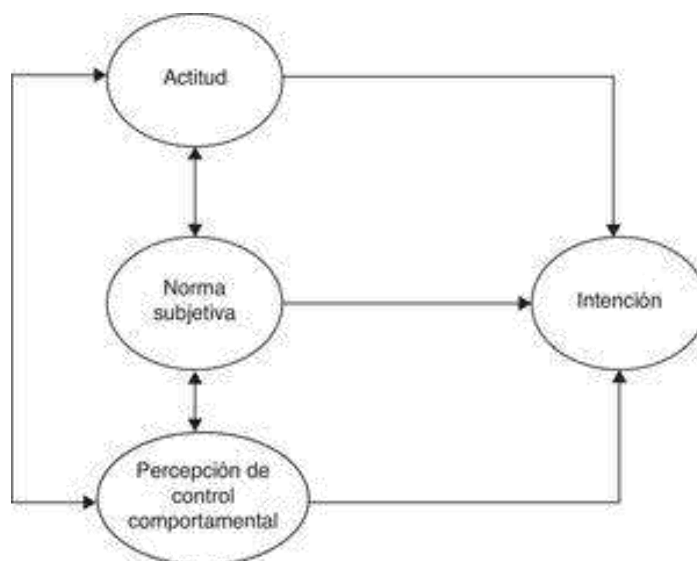 Actitud
Norma
subjetiva
Intención
Percepción de
control
comportamental